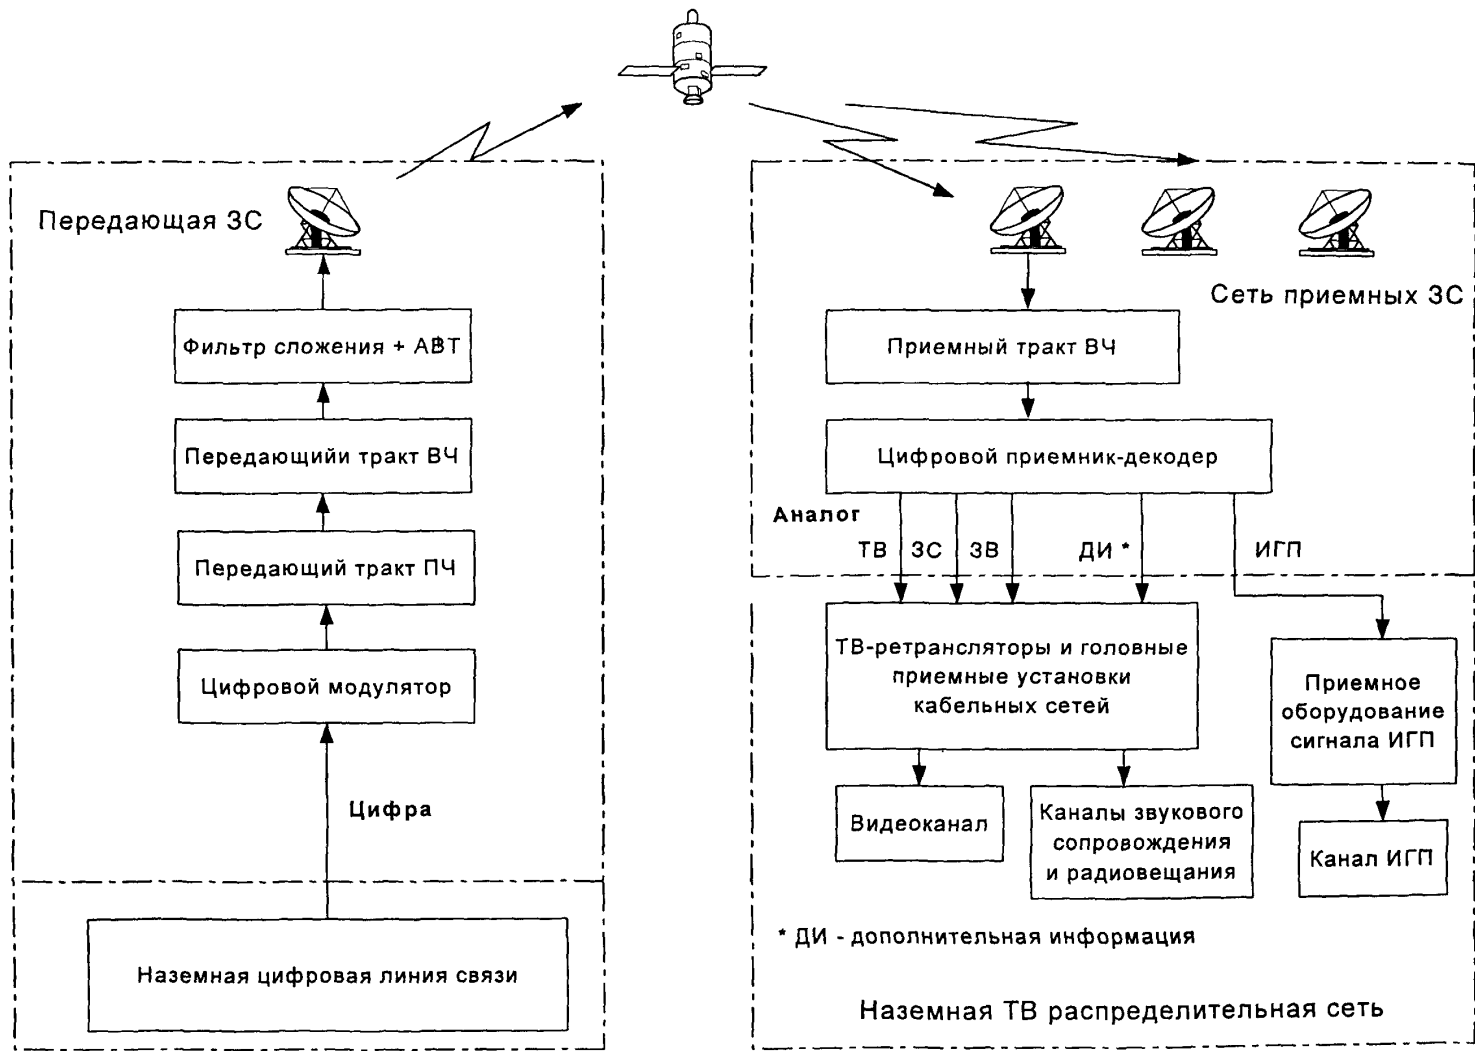 Передающая ЗС
Фильтр сложения + АВТ
Передающийи тракт ВЧ
Передающий тракт ПЧ
Цифровой модулятор
Цифра
Наземная цифровая линия связи
Сеть приемных ЗС
Приемный тракт ВЧ
Цифровой приемник-декодер
Аналог
ТВ ЗС ЗВ ДИ * ИГП
ТВ-ретрансляторы и головные
приемные установки
кабельных сетей
Приемное
оборудование
сигнала ИГП
Видеоканал
Каналы звукового
сопровождения
и радиовещания
Канал ИГП
* ДИ - дополнительная информация
Наземная ТВ распределительная сеть